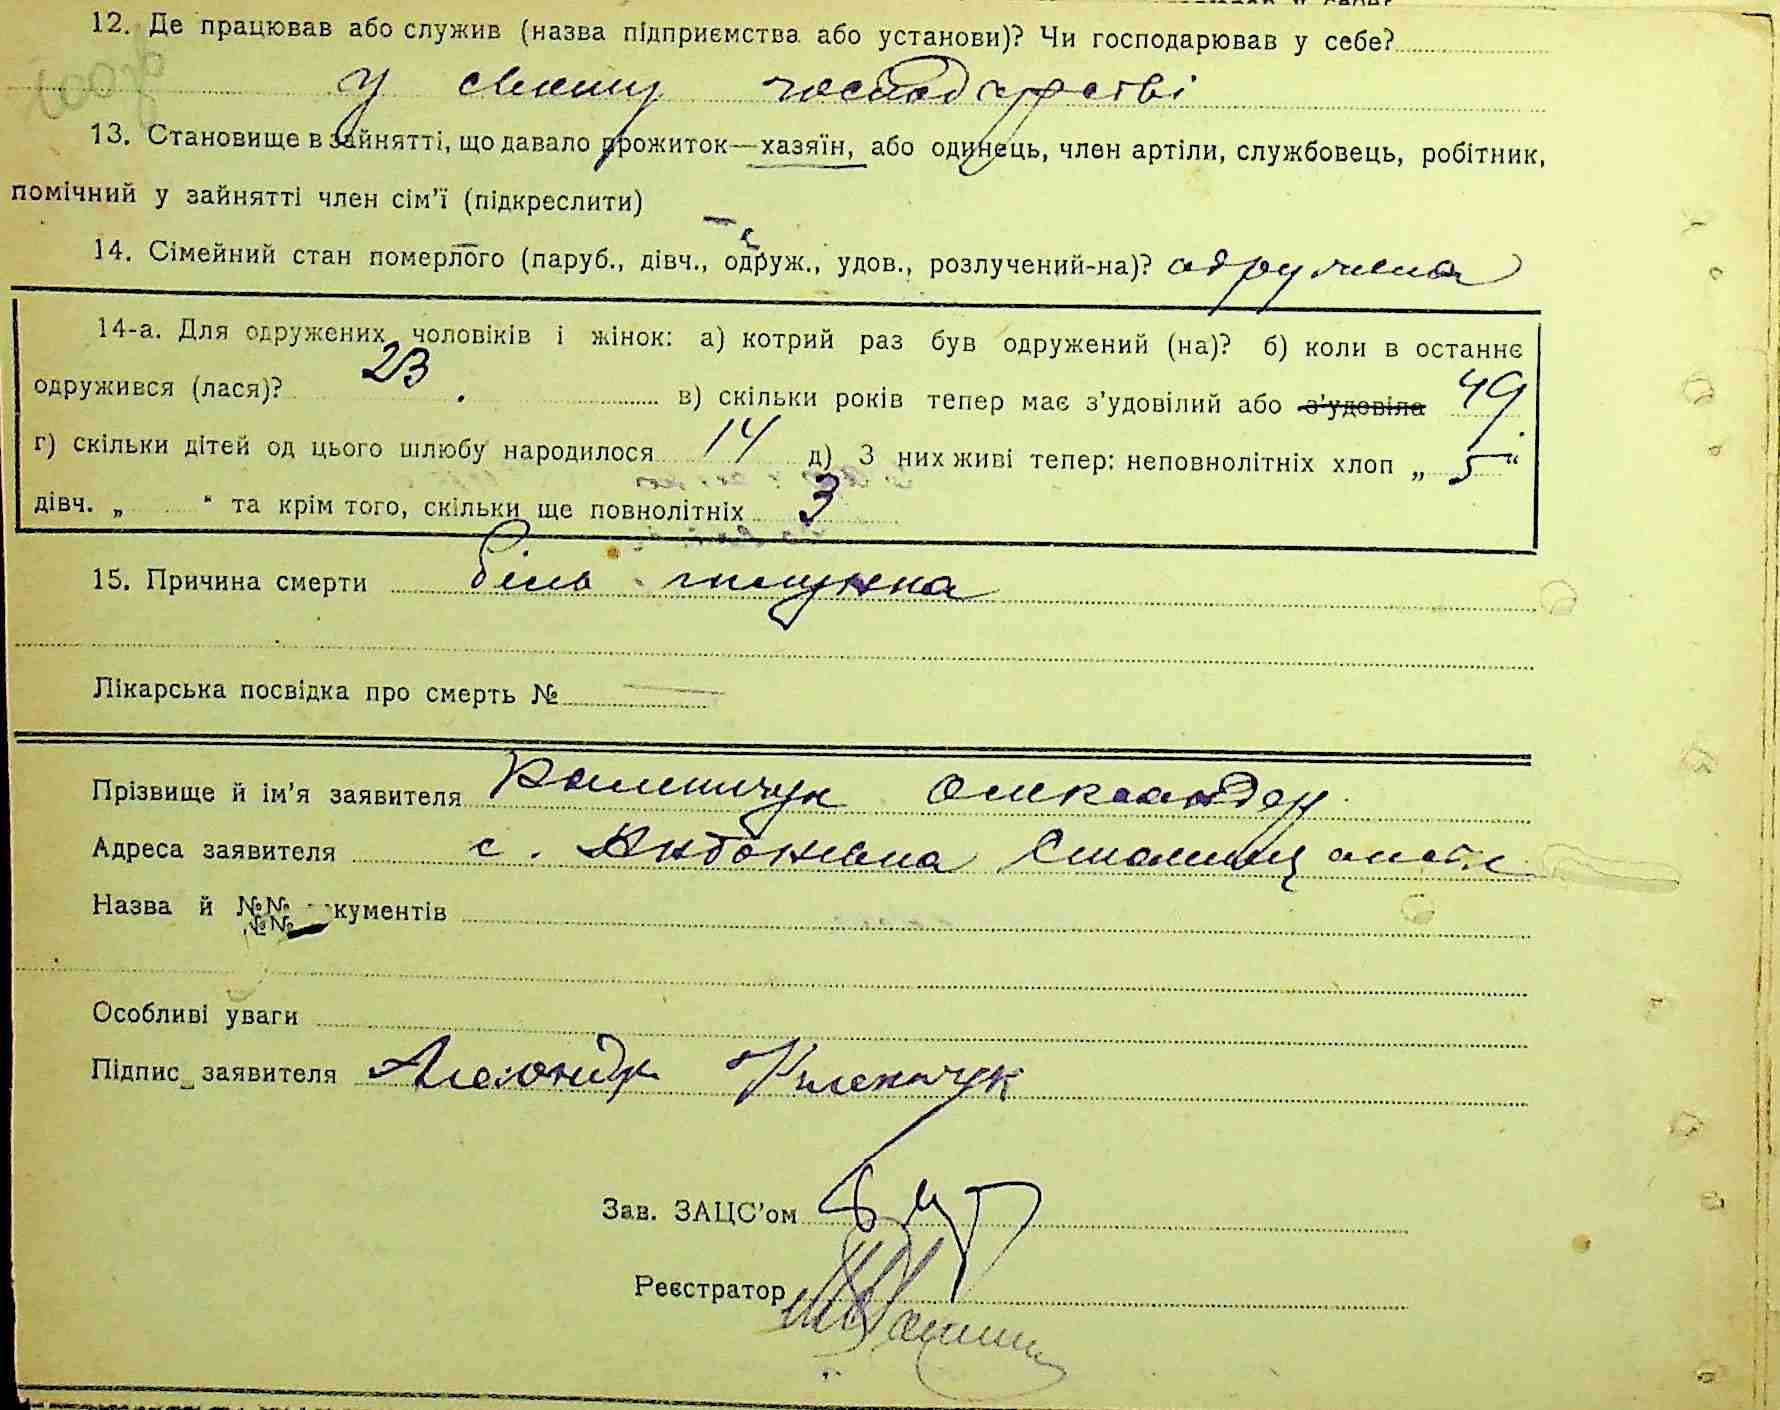 12. Де працював або служив (назва підприємства або установи)? Чи господарював у себе?
у своєму господарстві
13. Становище в зайнятті, що давало прожиток—хазяїн, або одинець, член артіли, службовець, робітник,
помічний у зайнятті член сім'ї (підкреслити)
14. Сімейний стан померлого (паруб., дівч., одруж., удов., розлучений-на)? одружена
14-а. Для одружених чоловіків і жінок: а) котрий раз був одружений (на)? б) коли в останнє
одружився (лася)? 23 в) скільки років тепер має з'удовілий або з'удовіла 49
г) скільки дітей од цього шлюбу народилося 14 д) З них живі тепер: неповнолітніх хлоп „ 5 “
дівч. „ “ та крім того, скільки ще повнолітніх 3
15. Причина смерти біль шлунка
Лікарська посвідка про смерть №
Прізвище й ім'я заявителя Олександр
Адреса заявителя с. Антонівка
Назва й №№ документів
Особливі уваги
Підпис заявителя
Зав. ЗАЦС'ом
Реєстратор